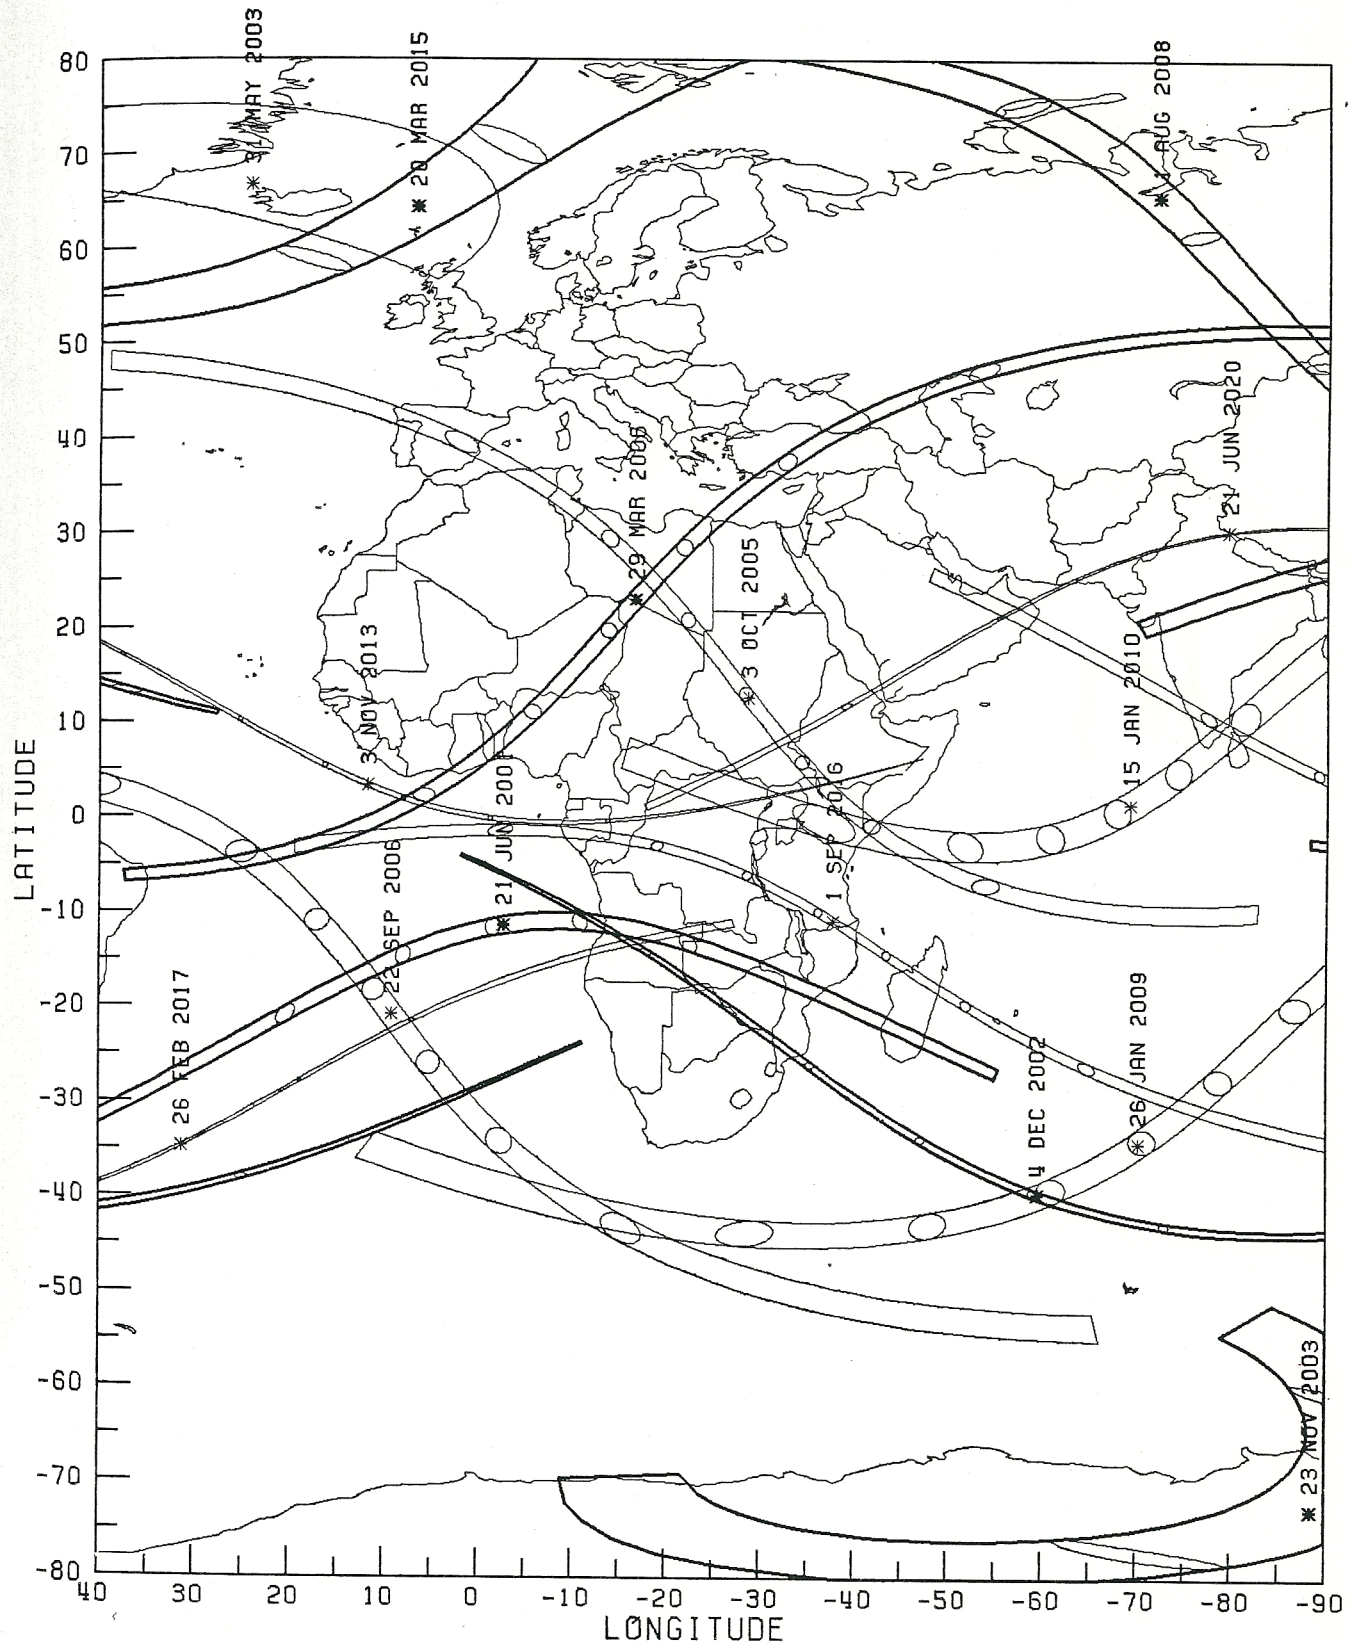 31 MAY 2003
20 MAR 2015
1 AUG 2008
21 JUN 2020
29 MAR 2006
3 OCT 2005
3 NOV 2013
15 JAN 2010
21 JUN 2001
1 SEP 2016
22 SEP 2006
26 FEB 2017
4 DEC 2002
26 JAN 2009
23 NOV 2003
LATITUDE
80
70
60
50
40
30
20
10
0
-10
-20
-30
-40
-50
-60
-70
-80
40 30 20 10 0 -10 -20 -30 -40 -50 -60 -70 -80 -90
LONGITUDE